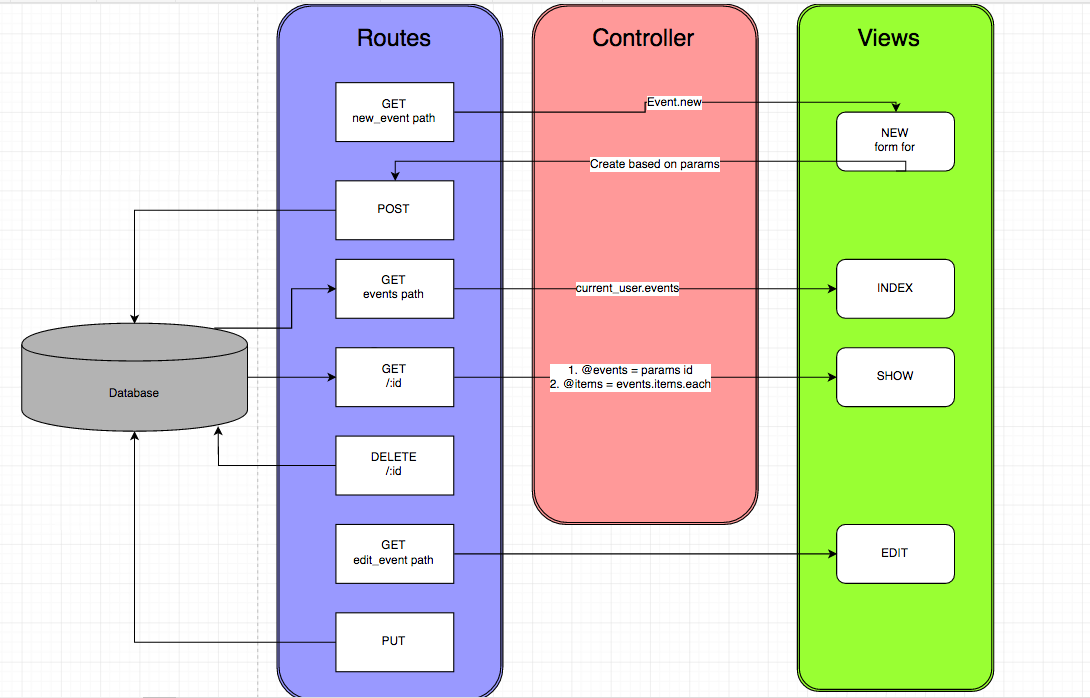 Routes
Controller
Views
GET
new_event path
Event.new
NEW
form for
Create based on params
POST
GET
events path
current_user.events
INDEX
Database
GET
/:id
1. @events = params id
2. @items = events.items.each
SHOW
DELETE
/:id
GET
edit_event path
EDIT
PUT